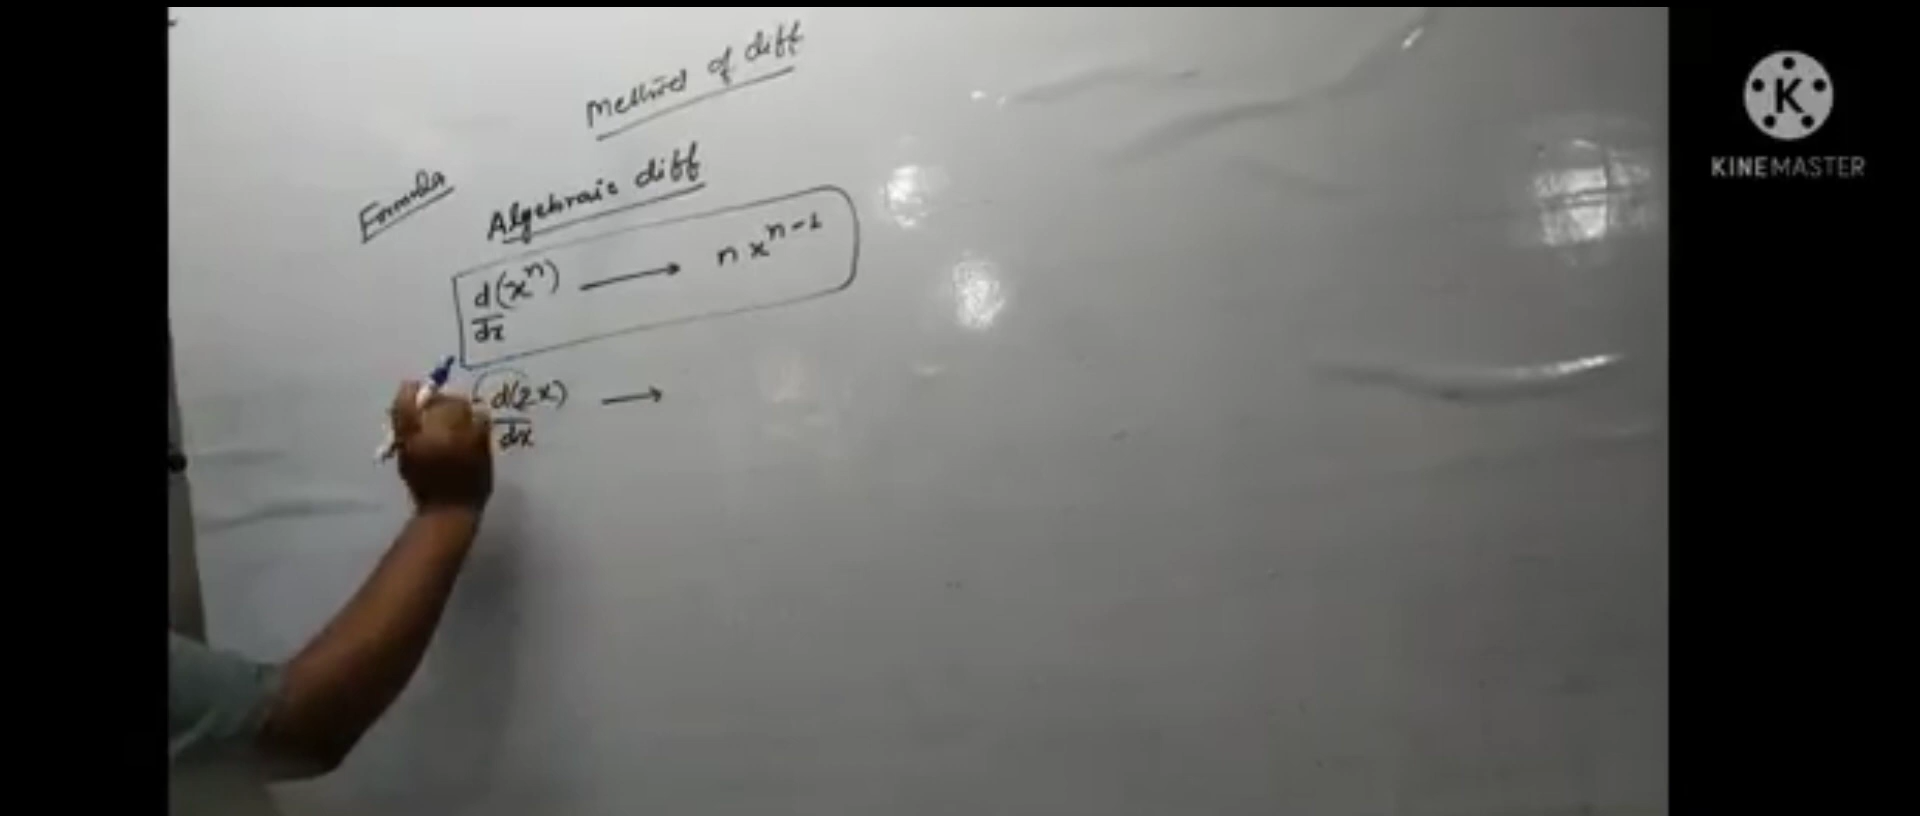 Method of diff
Formula
Algebraic diff
d/dx (x^n) ⟶ n x^{n-1}
d(2x)/dx ⟶
K
KINEMASTER